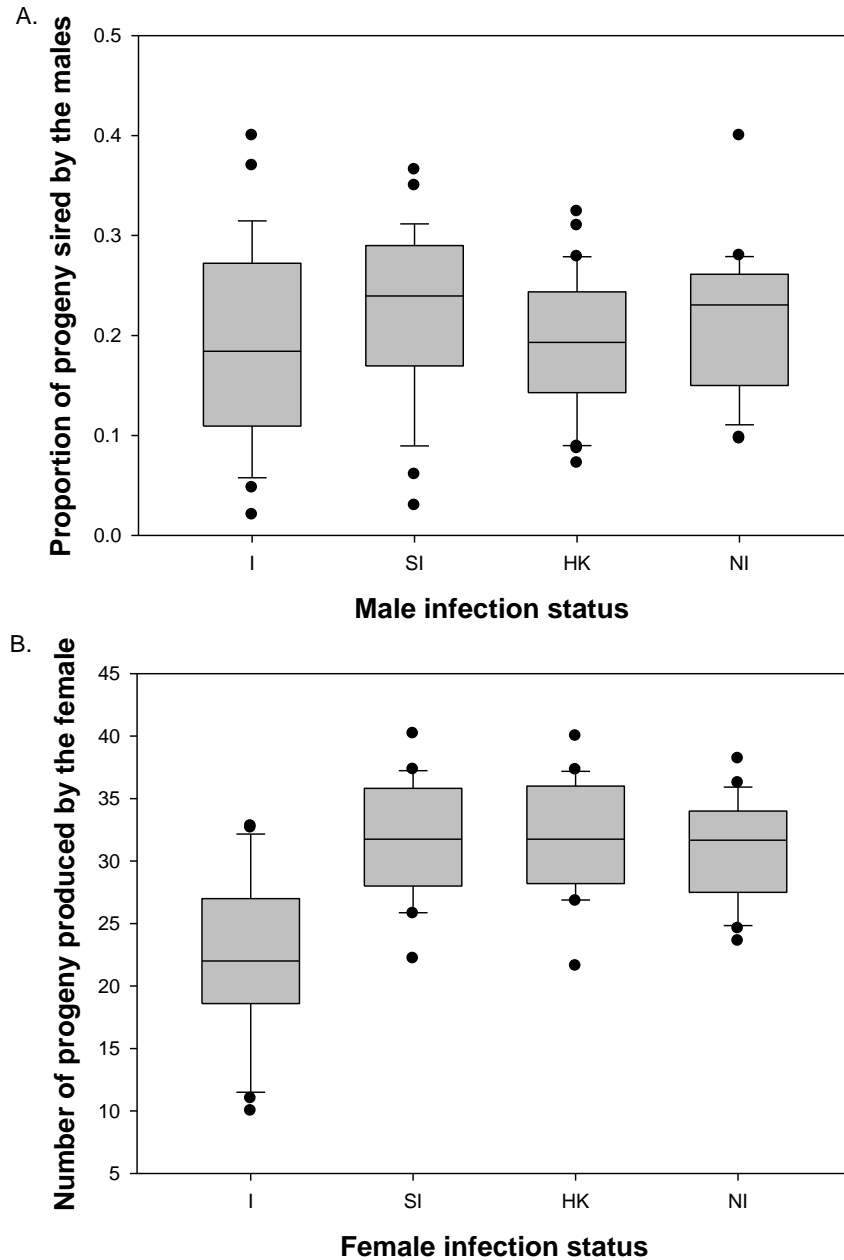 A.
Proportion of progeny sired by the males
0.5
0.4
0.3
0.2
0.1
0.0
I SI HK NI
Male infection status
B.
Number of progeny produced by the female
45
40
35
30
25
20
15
10
5
I SI HK NI
Female infection status